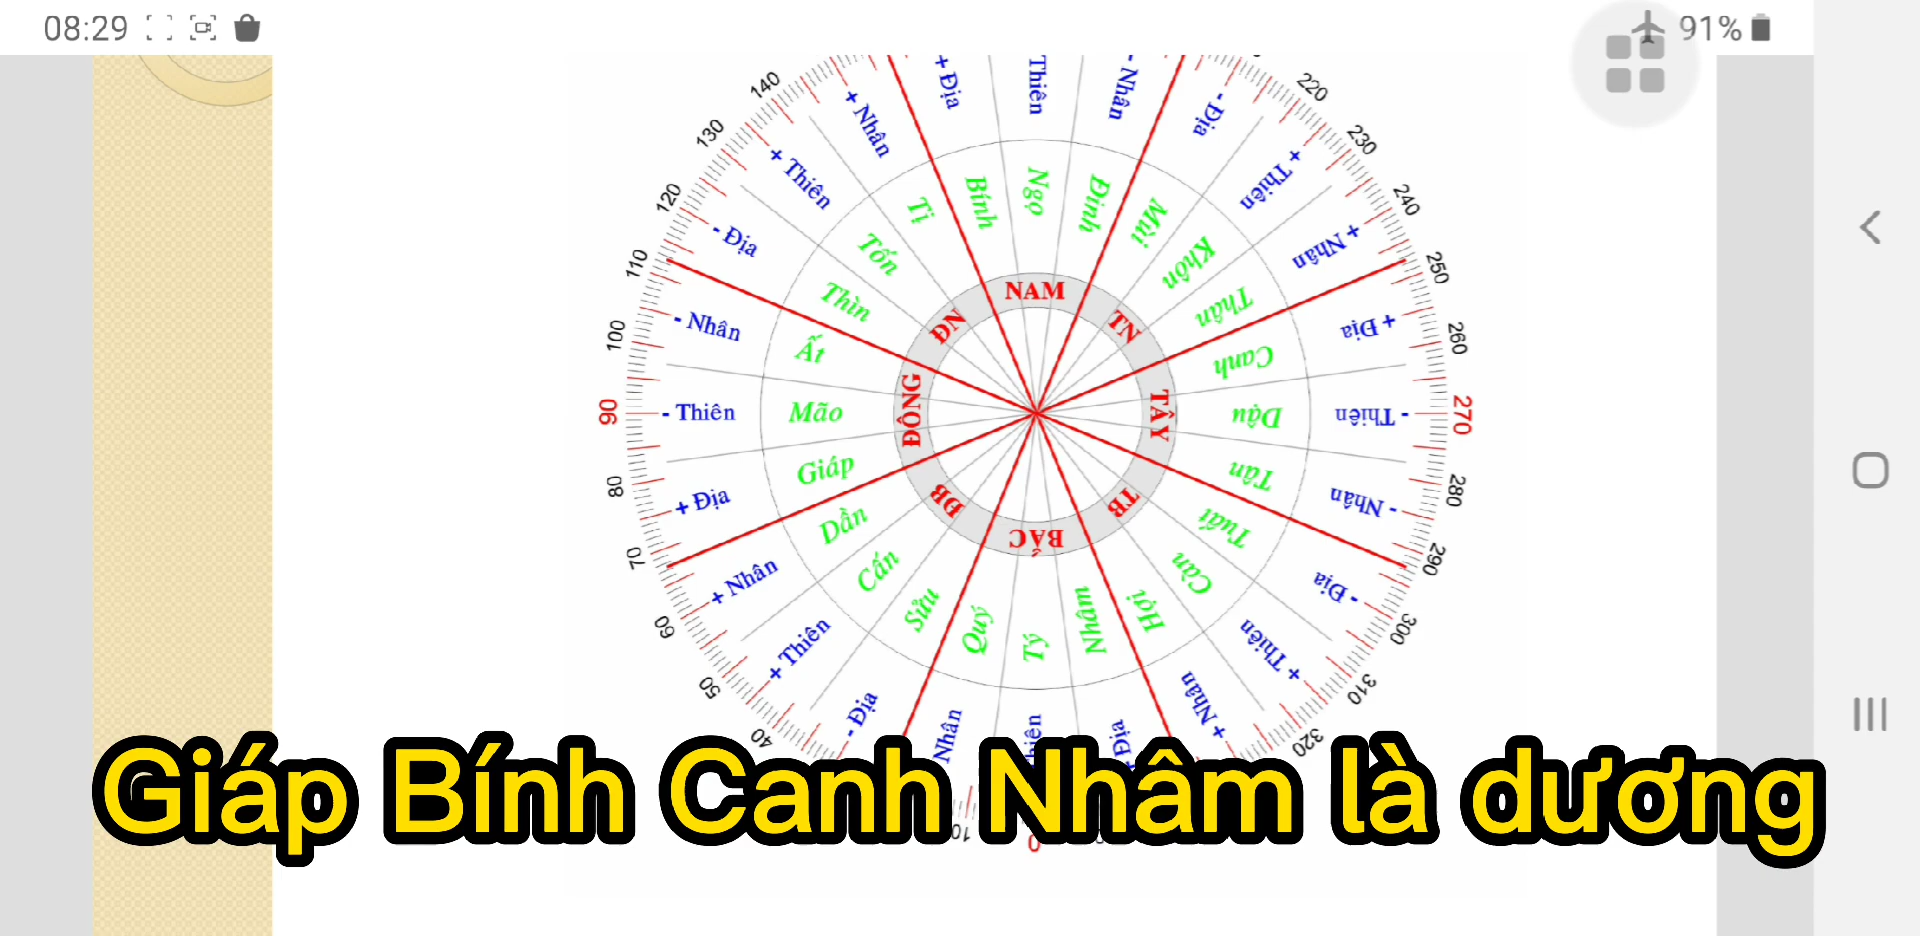 08:29
91%
140
130
120
110
100
90
80
70
60
50
40
10
0
220
230
240
250
260
270
280
290
300
310
320
+ Địa
Thiên
- Nhân
- Địa
+ Thiên
+ Nhân
+ Địa
- Thiên
- Nhân
- Địa
+ Thiên
+ Nhân
Địa
Nhân
- Địa
+ Thiên
+ Nhân
+ Địa
- Thiên
- Nhân
- Địa
+ Thiên
+ Nhân
Bính
Ngọ
Đinh
Mùi
Khôn
Thân
Canh
Dậu
Tân
Tuất
Càn
Hợi
Nhâm
Tý
Quý
Sửu
Cấn
Dần
Giáp
Mão
Ất
Thìn
Tốn
Tị
NAM
TN
TÂY
TB
BẮC
ĐB
ĐÔNG
ĐN
Giáp Bính Canh Nhâm là dương